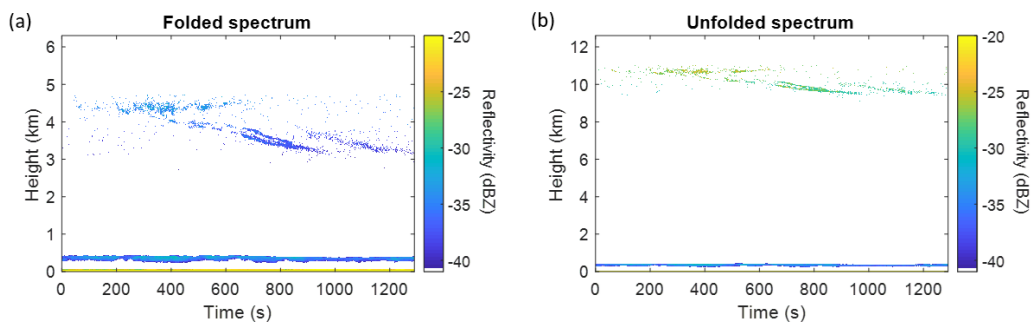 (a)
Folded spectrum
6
5
4
3
2
1
0
Height (km)
0 200 400 600 800 1000 1200
Time (s)
-20
-25
-30
-35
-40
Reflectivity (dBZ)
(b)
Unfolded spectrum
12
10
8
6
4
2
0
Height (km)
0 200 400 600 800 1000 1200
Time (s)
-20
-25
-30
-35
-40
Reflectivity (dBZ)